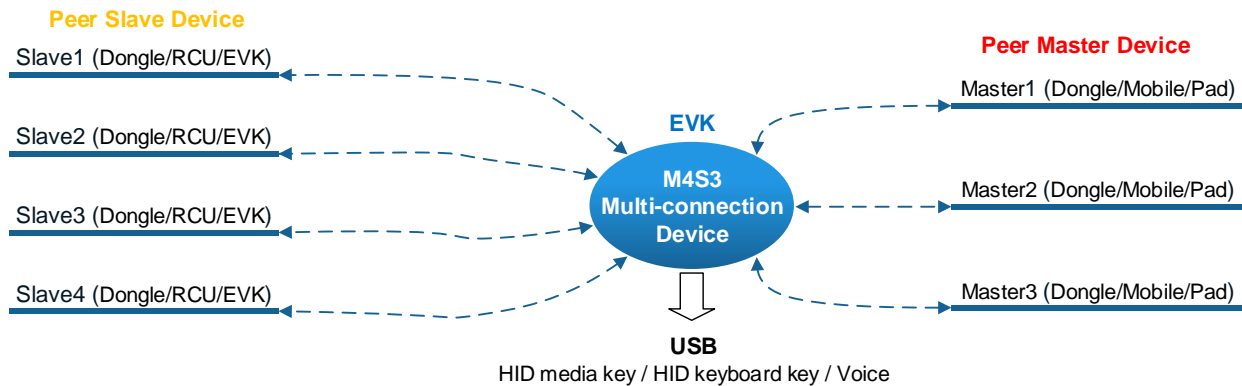 Peer Slave Device
Slave1 (Dongle/RCU/EVK)
Slave2 (Dongle/RCU/EVK)
Slave3 (Dongle/RCU/EVK)
Slave4 (Dongle/RCU/EVK)
EVK
M4S3
Multi-connection
Device
USB
HID media key / HID keyboard key / Voice
Peer Master Device
Master1 (Dongle/Mobile/Pad)
Master2 (Dongle/Mobile/Pad)
Master3 (Dongle/Mobile/Pad)